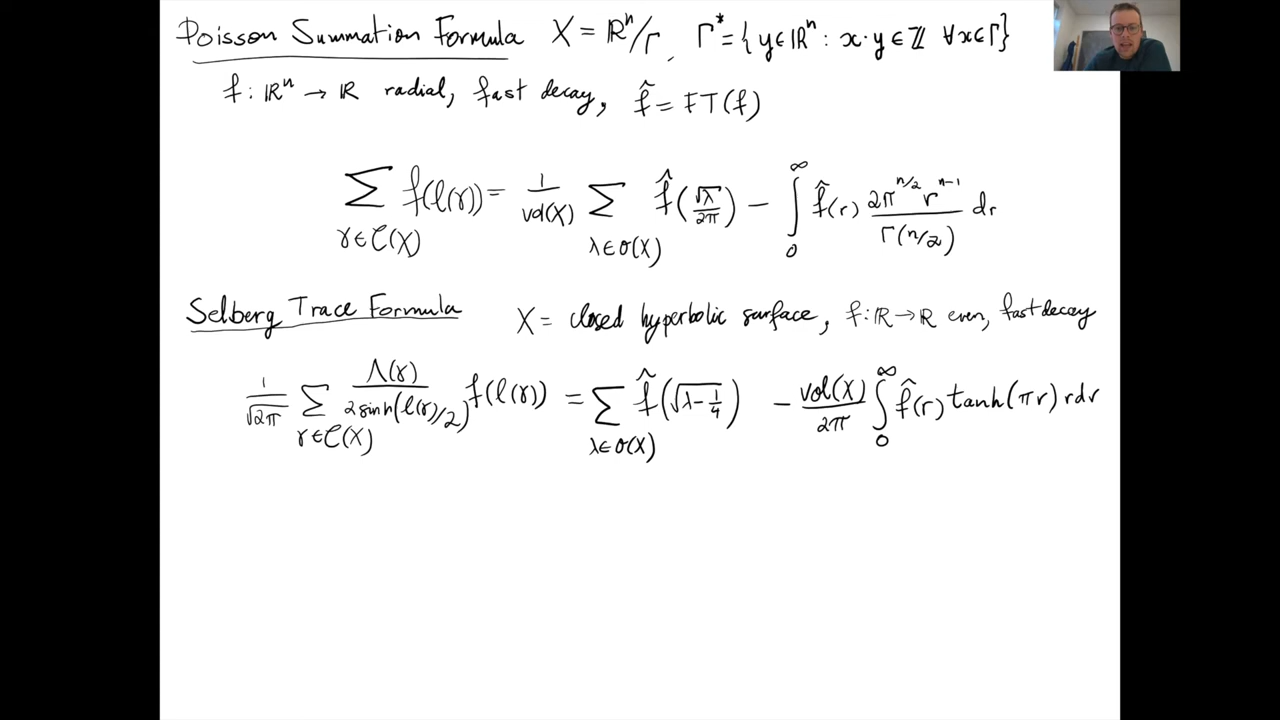 Poisson Summation Formula X = ℝⁿ/Γ, Γ* = { y ∈ ℝⁿ : x · y ∈ ℤ ∀x ∈ Γ }
f : ℝⁿ → ℝ radial, fast decay, f̂ = FT(f)
∑_{γ∈𝒞(X)} f(ℓ(γ)) = 1/vol(X) ∑_{λ∈σ(X)} f̂(√λ/2π) − ∫₀^∞ f̂(r) 2π^{n/2} r^{n-1}/Γ(n/2) dr
Selberg Trace Formula X = closed hyperbolic surface, f : ℝ → ℝ even, fast decay
1/√2π ∑_{γ∈𝒞(X)} Λ(γ)/2sinh(ℓ(γ)/2) f(ℓ(γ)) = ∑_{λ∈σ(X)} f̂(√(λ−1/4)) − vol(X)/2π ∫₀^∞ f̂(r) tanh(πr) r dr